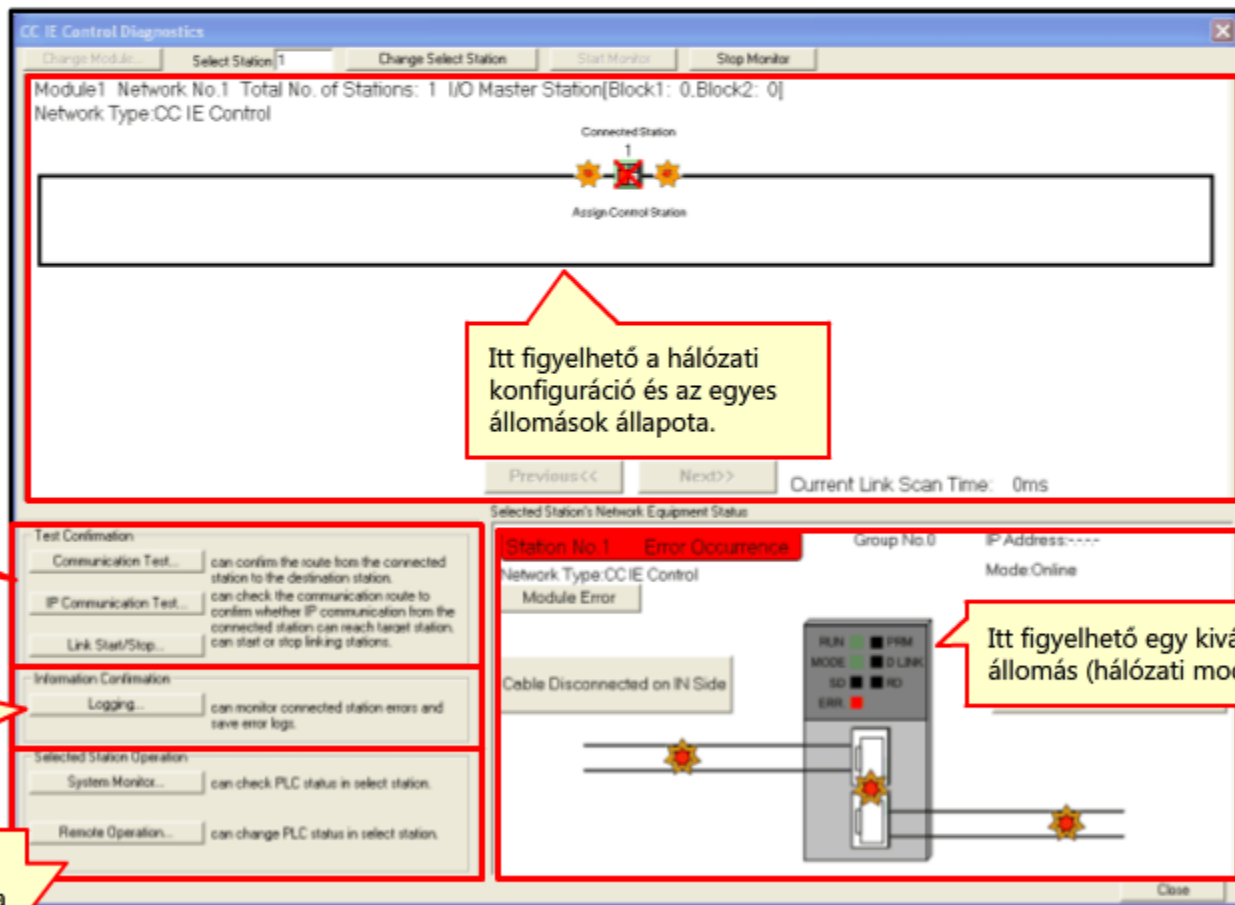 CC IE Control Diagnostics
Change Module... Select Station 1 Change Select Station Start Monitor Stop Monitor
Module1 Network No.1 Total No. of Stations: 1 I/O Master Station[Block1: 0,Block2: 0]
Network Type:CC IE Control
Connected Station
1
Assign Control Station
Itt figyelhető a hálózati
konfiguráció és az egyes
állomások állapota.
Previous<< Next>> Current Link Scan Time: 0ms
Test Confirmation
Communication Test... can confirm the route from the connected
station to the destination station.
IP Communication Test... can check the communication route to
confirm whether IP communication from the
connected station can reach target station.
Link Start/Stop... can start or stop linking stations.
Information Confirmation
Logging... can monitor connected station errors and
save error logs.
Selected Station Operation
System Monitor... can check PLC status in select station.
Remote Operation... can change PLC status in select station.
Selected Station's Network Equipment Status
Station No.1 Error Occurrence Group No.0 IP Address:-.-.-.-
Network Type:CC IE Control Mode:Online
Module Error
Cable Disconnected on IN Side
RUN PRM
MODE D LINK
SD RD
ERR.
Itt figyelhető egy
állomás (hálózati
Close